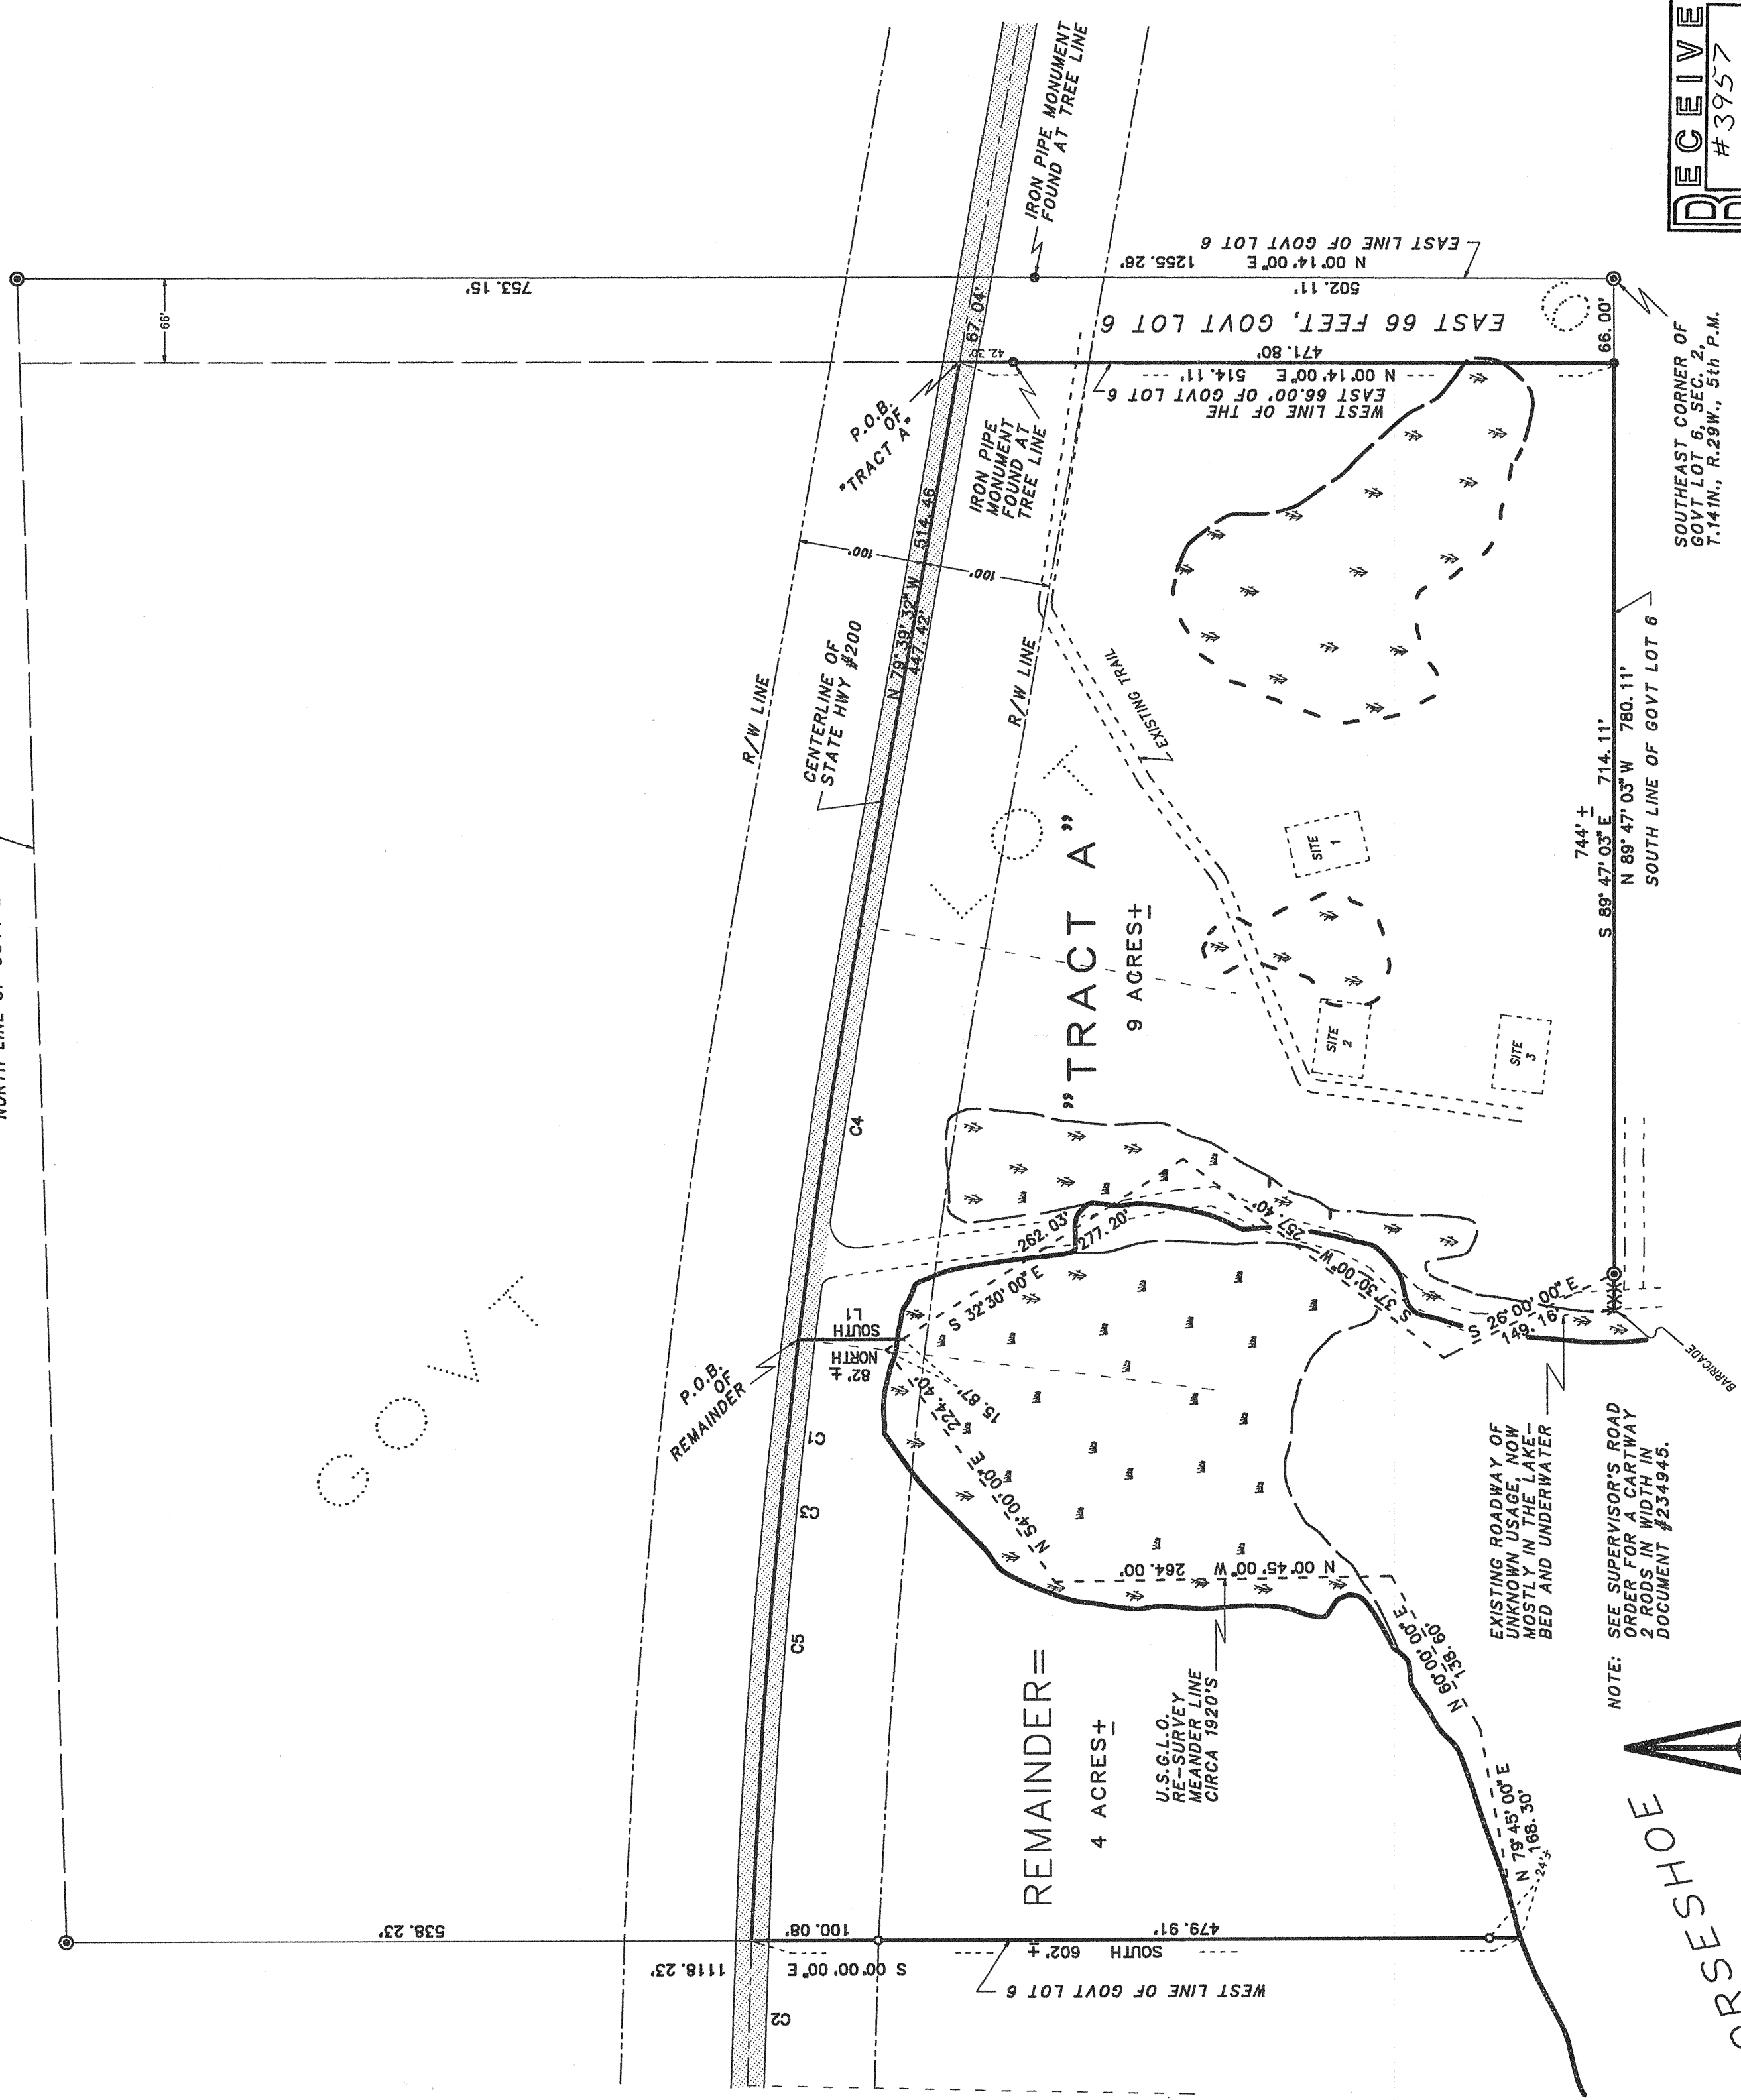 R E C E I V E
#3957
753.15'
66'
EAST LINE OF GOVT LOT 6
N 00°14'00" E 1255.26'
502.11'
IRON PIPE MONUMENT
FOUND AT TREE LINE
67.04'
42.30'
EAST 66 FEET, GOVT LOT 6
6
66.00'
471.80'
N 00°14'00" E 514.11'
WEST LINE OF THE
EAST 66.00' OF GOVT LOT 6
P.O.B.
OF
"TRACT A"
IRON PIPE
MONUMENT
FOUND AT
TREE LINE
SOUTHEAST CORNER OF
GOVT LOT 6, SEC. 2,
T.141N., R.29W., 5th P.M.
100'
100'
N 79°39'32" W 514.46
447.42'
R/W LINE
CENTERLINE OF
STATE HWY #200
R/W LINE
EXISTING TRAIL
L O T
"TRACT A"
9 ACRES±
SITE
1
SITE
2
SITE
3
744'±
S 89°47'03" E 714.11'
N 89°47'03" W 780.11'
SOUTH LINE OF GOVT LOT 6
C4
262.03'
277.20'
S 32°30'00" E
257.40'
S 37°30'00" W
S 26°00'00" E
149.16'
BARRICADE
SOUTH
L1
NORTH
82'±
P.O.B.
OF
REMAINDER
G O V T
224.40'
15.87'
N 54°00'00" E
C1
C3
C5
C2
N 00°45'00" W 264.00'
U.S.G.L.O.
RE-SURVEY
MEANDER LINE
CIRCA 1920'S
REMAINDER=
4 ACRES±
N 60°00'00" E
138.60'
N 79°45'00" E
168.30'
24'±
EXISTING ROADWAY OF
UNKNOWN USAGE, NOW
MOSTLY IN THE LAKE-
BED AND UNDERWATER
NOTE: SEE SUPERVISOR'S ROAD
ORDER FOR A CARTWAY
2 RODS IN WIDTH IN
DOCUMENT #234945.
538.23'
100.08'
479.91'
SOUTH 602'±
S 00°00'00" E 1118.23'
WEST LINE OF GOVT LOT 6
ORSESHOE